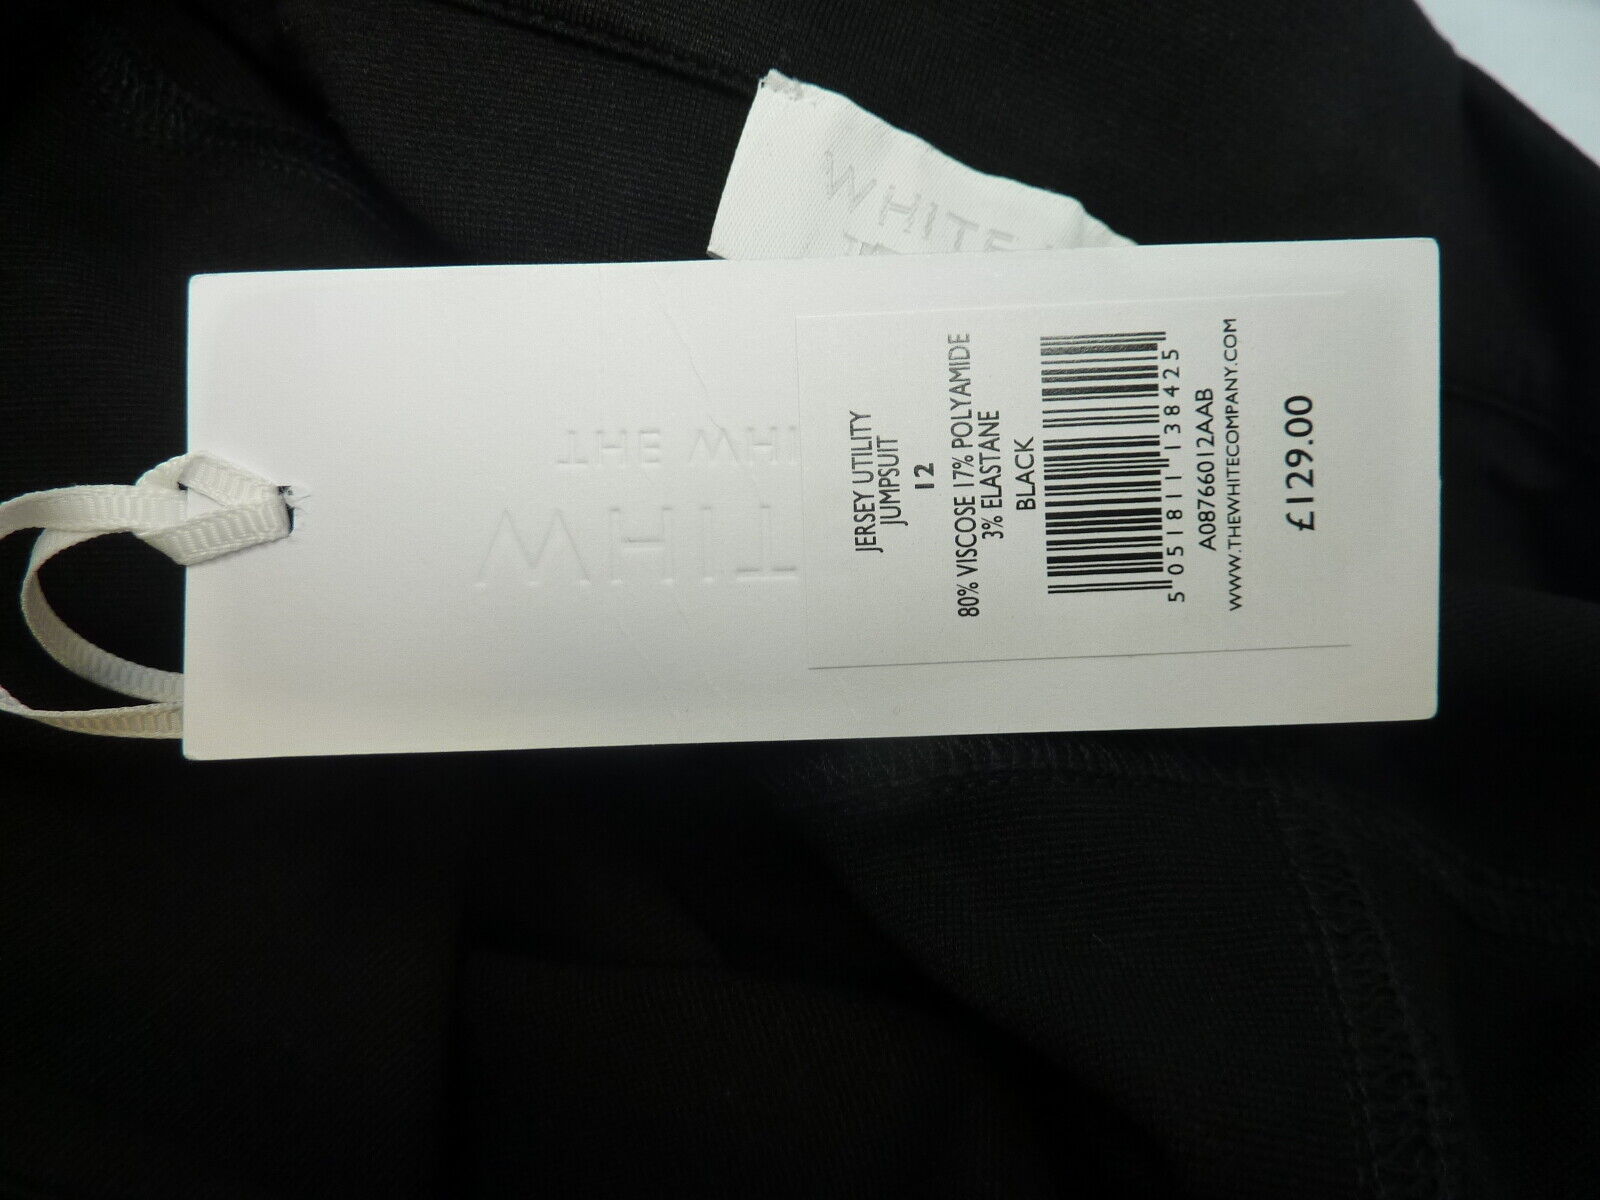 WHITE
THE WHI
WHIT
JERSEY UTILITY
JUMPSUIT
12
80% VISCOSE 17% POLYAMIDE
3% ELASTANE
BLACK
5 051811 138425
A08766012AAB
WWW.THEWHITECOMPANY.COM
£129.00